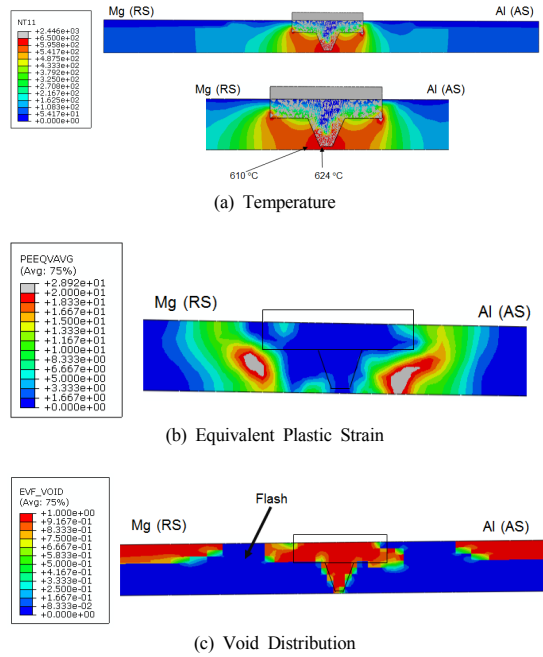 NT11
+2.446e+03
+6.500e+02
+5.958e+02
+5.417e+02
+4.875e+02
+4.333e+02
+3.792e+02
+3.250e+02
+2.708e+02
+2.167e+02
+1.625e+02
+1.083e+02
+5.417e+01
+0.000e+00
Mg (RS)
Al (AS)
Mg (RS)
Al (AS)
610 ℃
624 ℃
(a) Temperature
PEEQVAVG
(Avg: 75%)
+2.892e+01
+2.000e+01
+1.833e+01
+1.667e+01
+1.500e+01
+1.333e+01
+1.167e+01
+1.000e+01
+8.333e+00
+6.667e+00
+5.000e+00
+3.333e+00
+1.667e+00
+0.000e+00
Mg (RS)
Al (AS)
(b) Equivalent Plastic Strain
EVF_VOID
(Avg: 75%)
+1.000e+00
+9.167e-01
+8.333e-01
+7.500e-01
+6.667e-01
+5.833e-01
+5.000e-01
+4.167e-01
+3.333e-01
+2.500e-01
+1.667e-01
+8.333e-02
+0.000e+00
Flash
Mg (RS)
Al (AS)
(c) Void Distribution